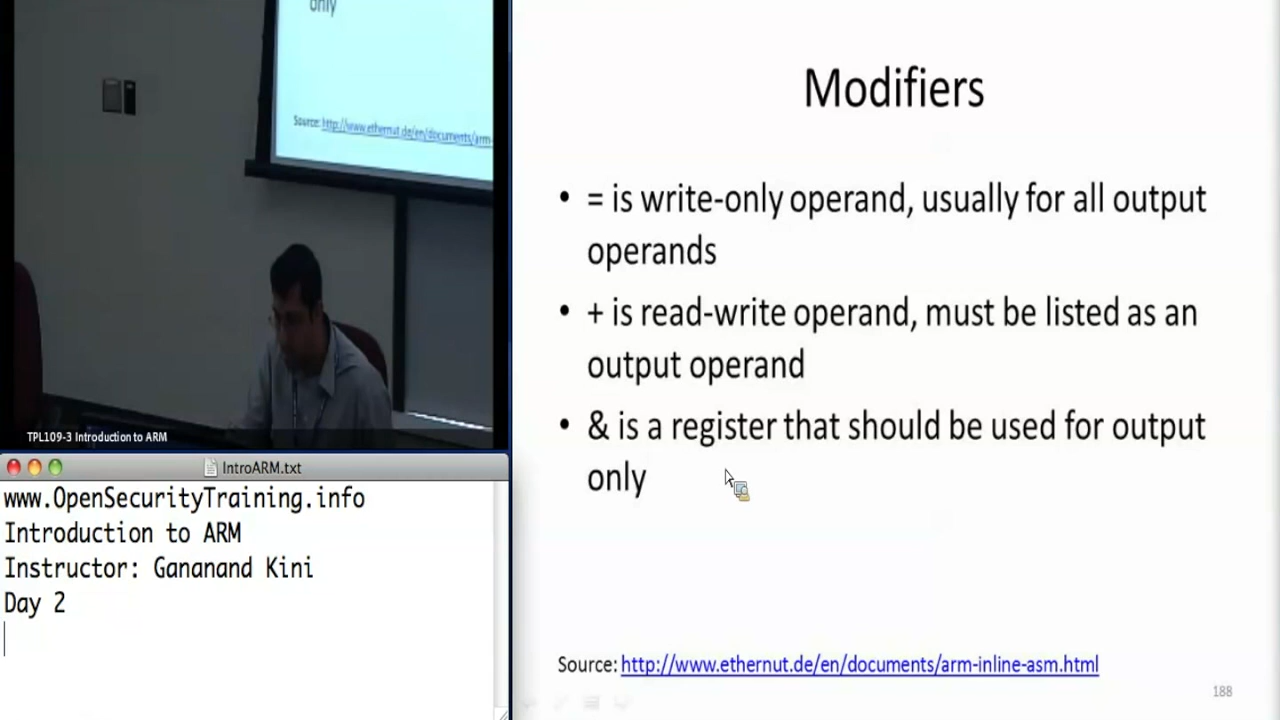 only
Source: http://www.ethernut.de/en/documents/arm-
TPL109-3 Introduction to ARM
IntroARM.txt
www.OpenSecurityTraining.info
Introduction to ARM
Instructor: Gananand Kini
Day 2
Modifiers
• = is write-only operand, usually for all output
operands
• + is read-write operand, must be listed as an
output operand
• & is a register that should be used for output
only
Source: http://www.ethernut.de/en/documents/arm-inline-asm.html
188